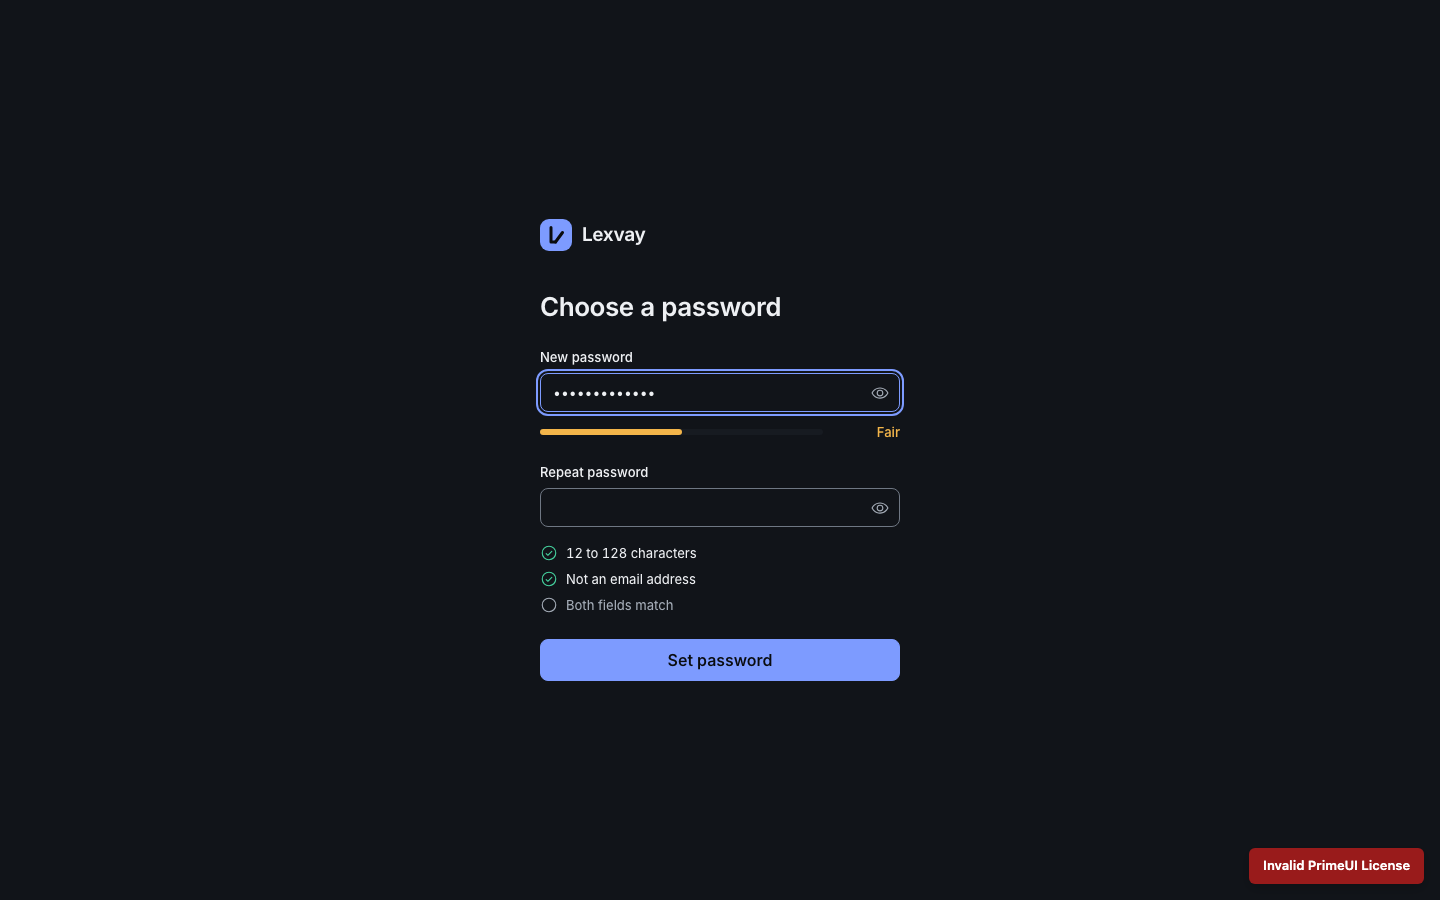 Lexvay
Choose a password
New password
•••••••••••••
Fair
Repeat password
12 to 128 characters
Not an email address
Both fields match
Set password
Invalid PrimeUI License